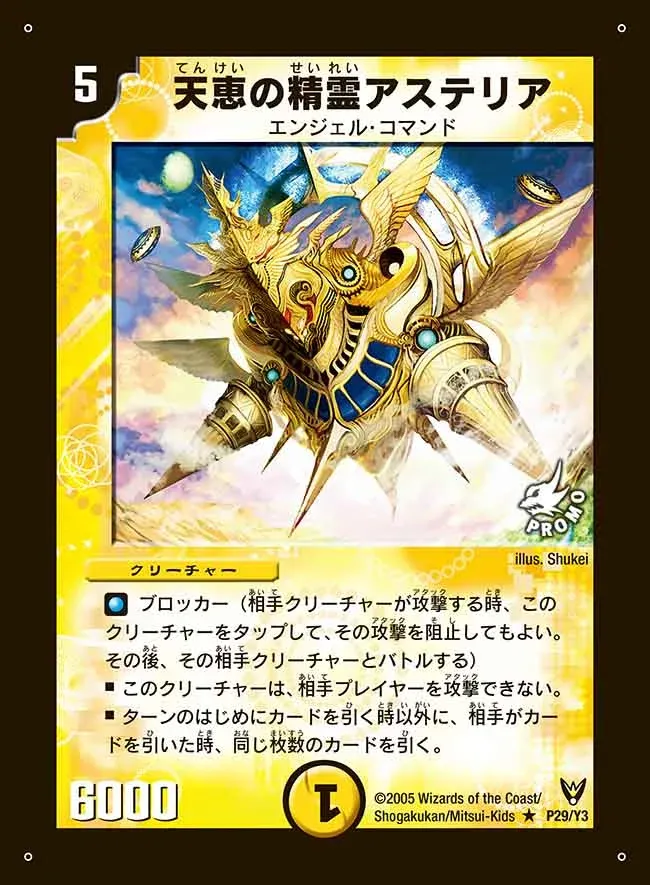 5
てんけい せいれい
天恵の精霊アステリア
エンジェル・コマンド
PROMO
illus. Shukei
クリーチャー
ブロッカー（相手クリーチャーが攻撃する時、この
クリーチャーをタップして、その攻撃を阻止してもよい。
その後、その相手クリーチャーとバトルする）
■ このクリーチャーは、相手プレイヤーを攻撃できない。
■ ターンのはじめにカードを引く時以外に、相手がカー
ドを引いた時、同じ枚数のカードを引く。
6000
1
©2005 Wizards of the Coast/
Shogakukan/Mitsui-Kids ★ P29/Y3